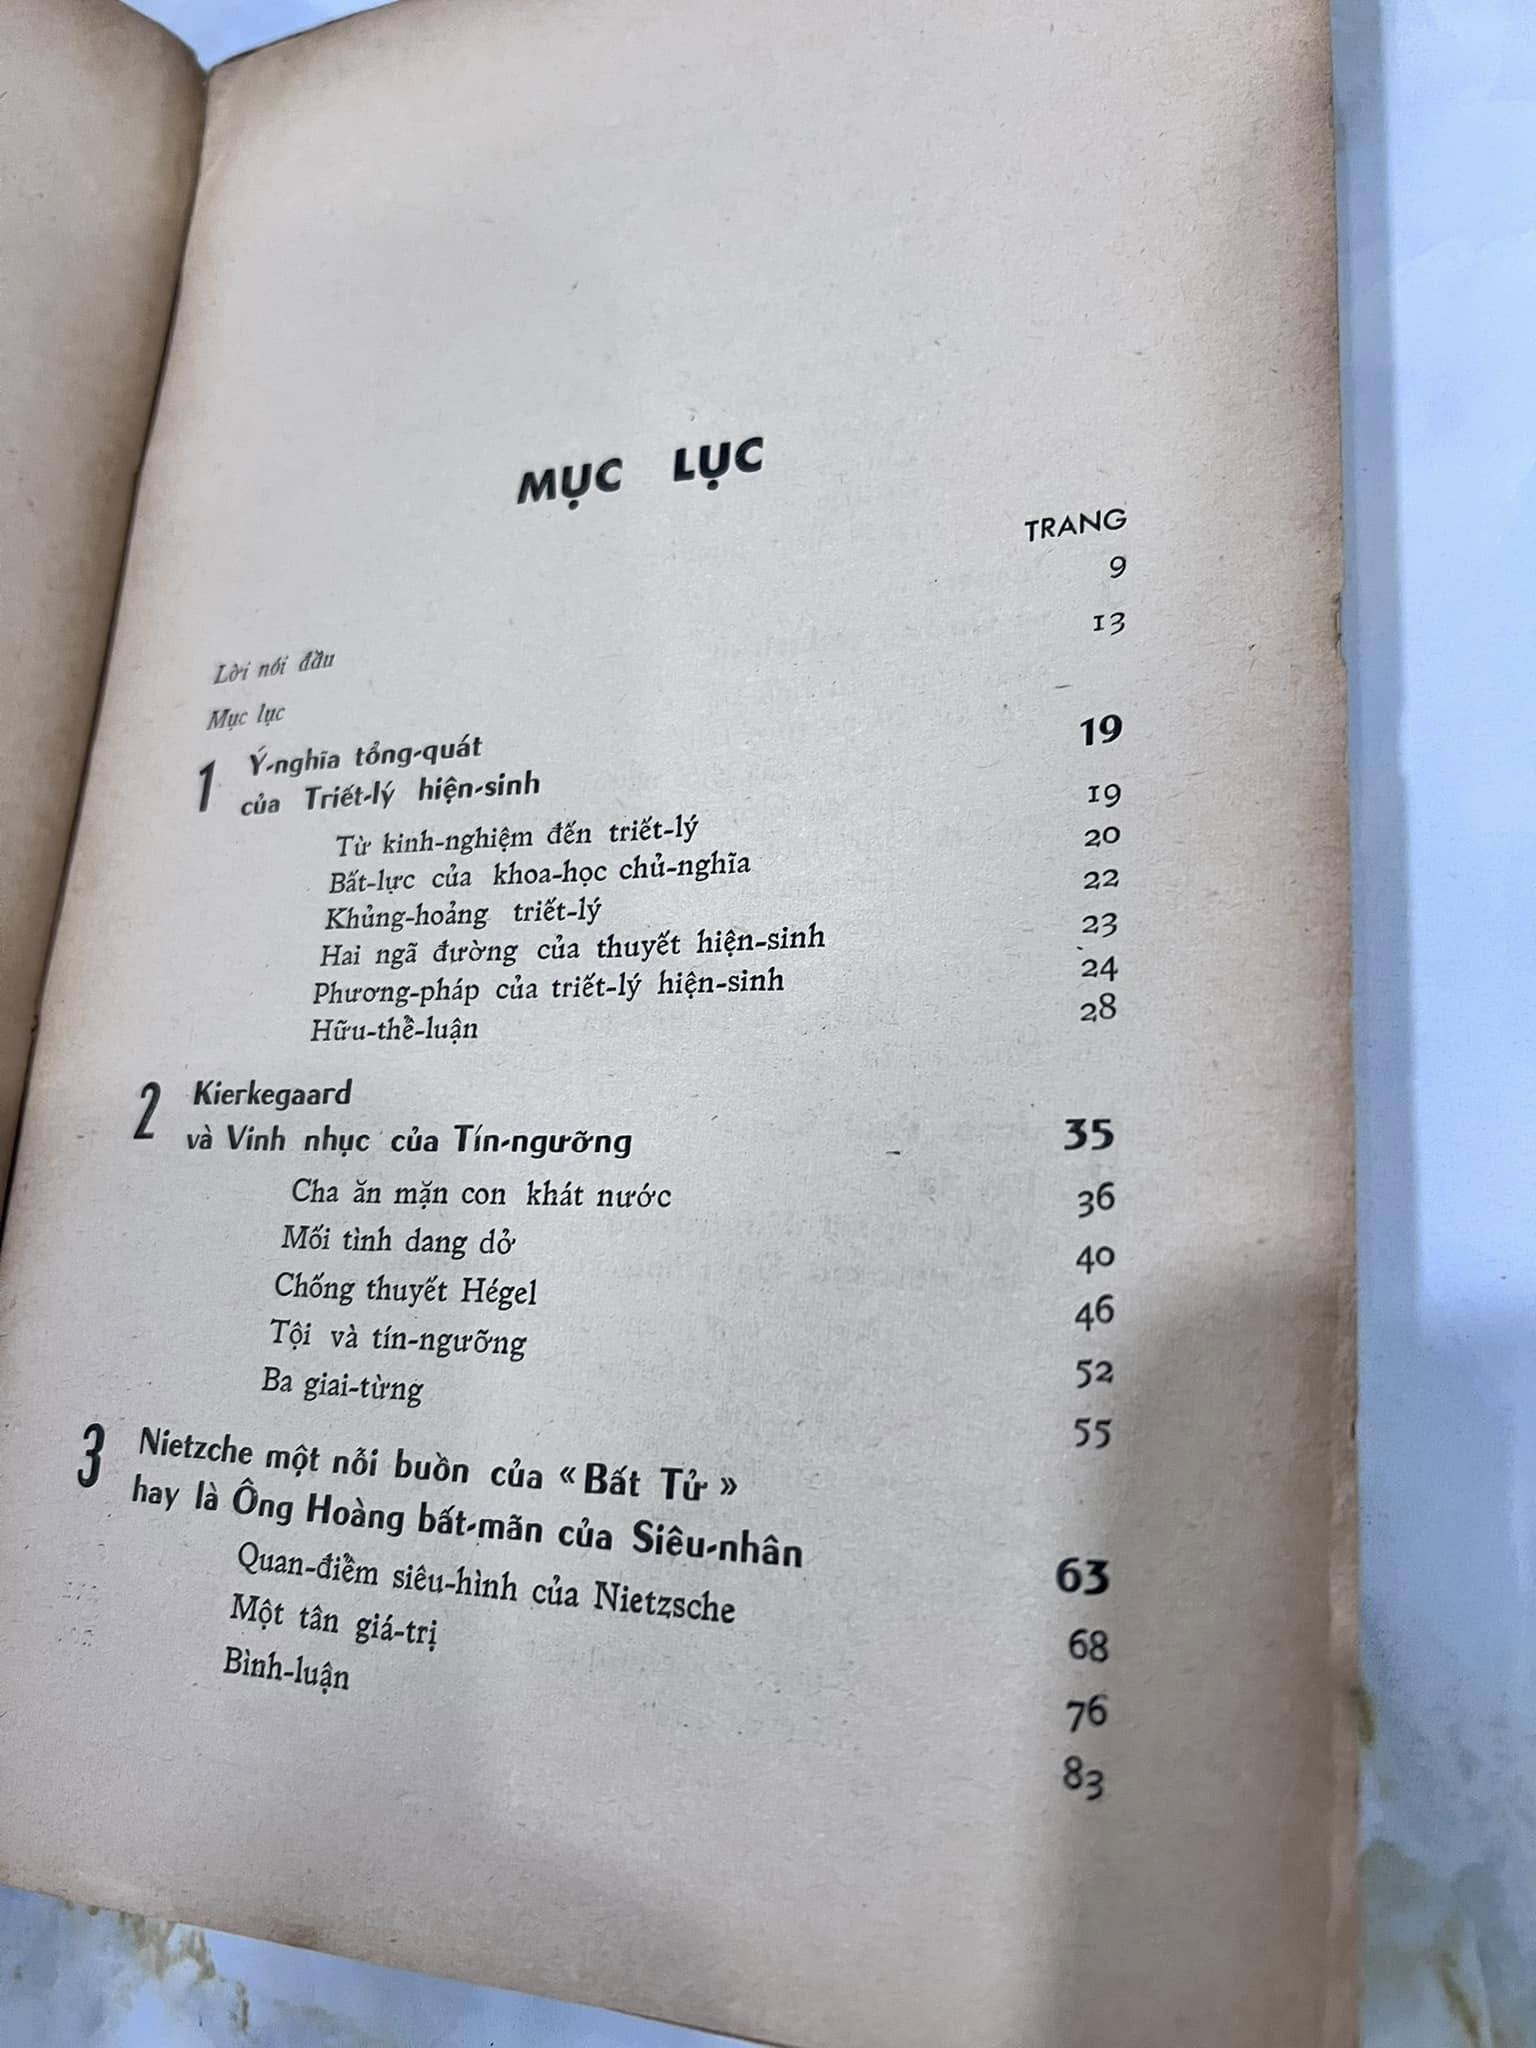 MỤC LỤC
TRANG
Lời nói đầu 9
Mục lục 13
1 Ý-nghĩa tổng-quát
của Triết-lý hiện-sinh 19
Từ kinh-nghiệm đến triết-lý 19
Bất-lực của khoa-học chủ-nghĩa 20
Khủng-hoảng triết-lý 22
Hai ngã đường của thuyết hiện-sinh 23
Phương-pháp của triết-lý hiện-sinh 24
Hữu-thể-luận 28
2 Kierkegaard
và Vinh nhục của Tín-ngưỡng 35
Cha ăn mặn con khát nước 36
Mối tình dang dở 40
Chống thuyết Hégel 46
Tội và tín-ngưỡng 52
Ba giai-từng 55
3 Nietzche một nỗi buồn của « Bất Tử »
hay là Ông Hoàng bất-mãn của Siêu-nhân 63
Quan-điểm siêu-hình của Nietzsche 68
Một tân giá-trị 76
Bình-luận 83